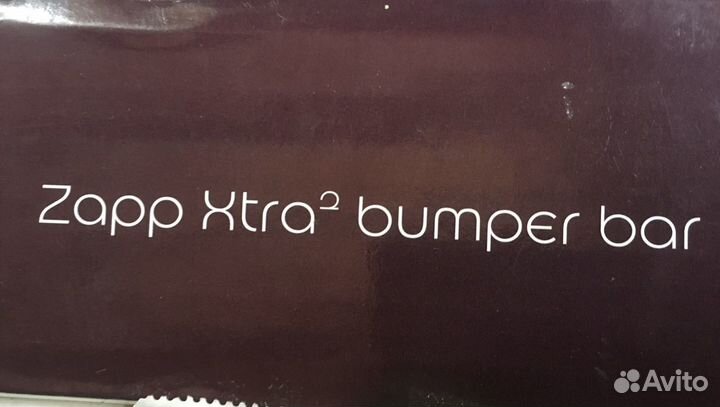 Zapp Xtra² bumper bar
Avito